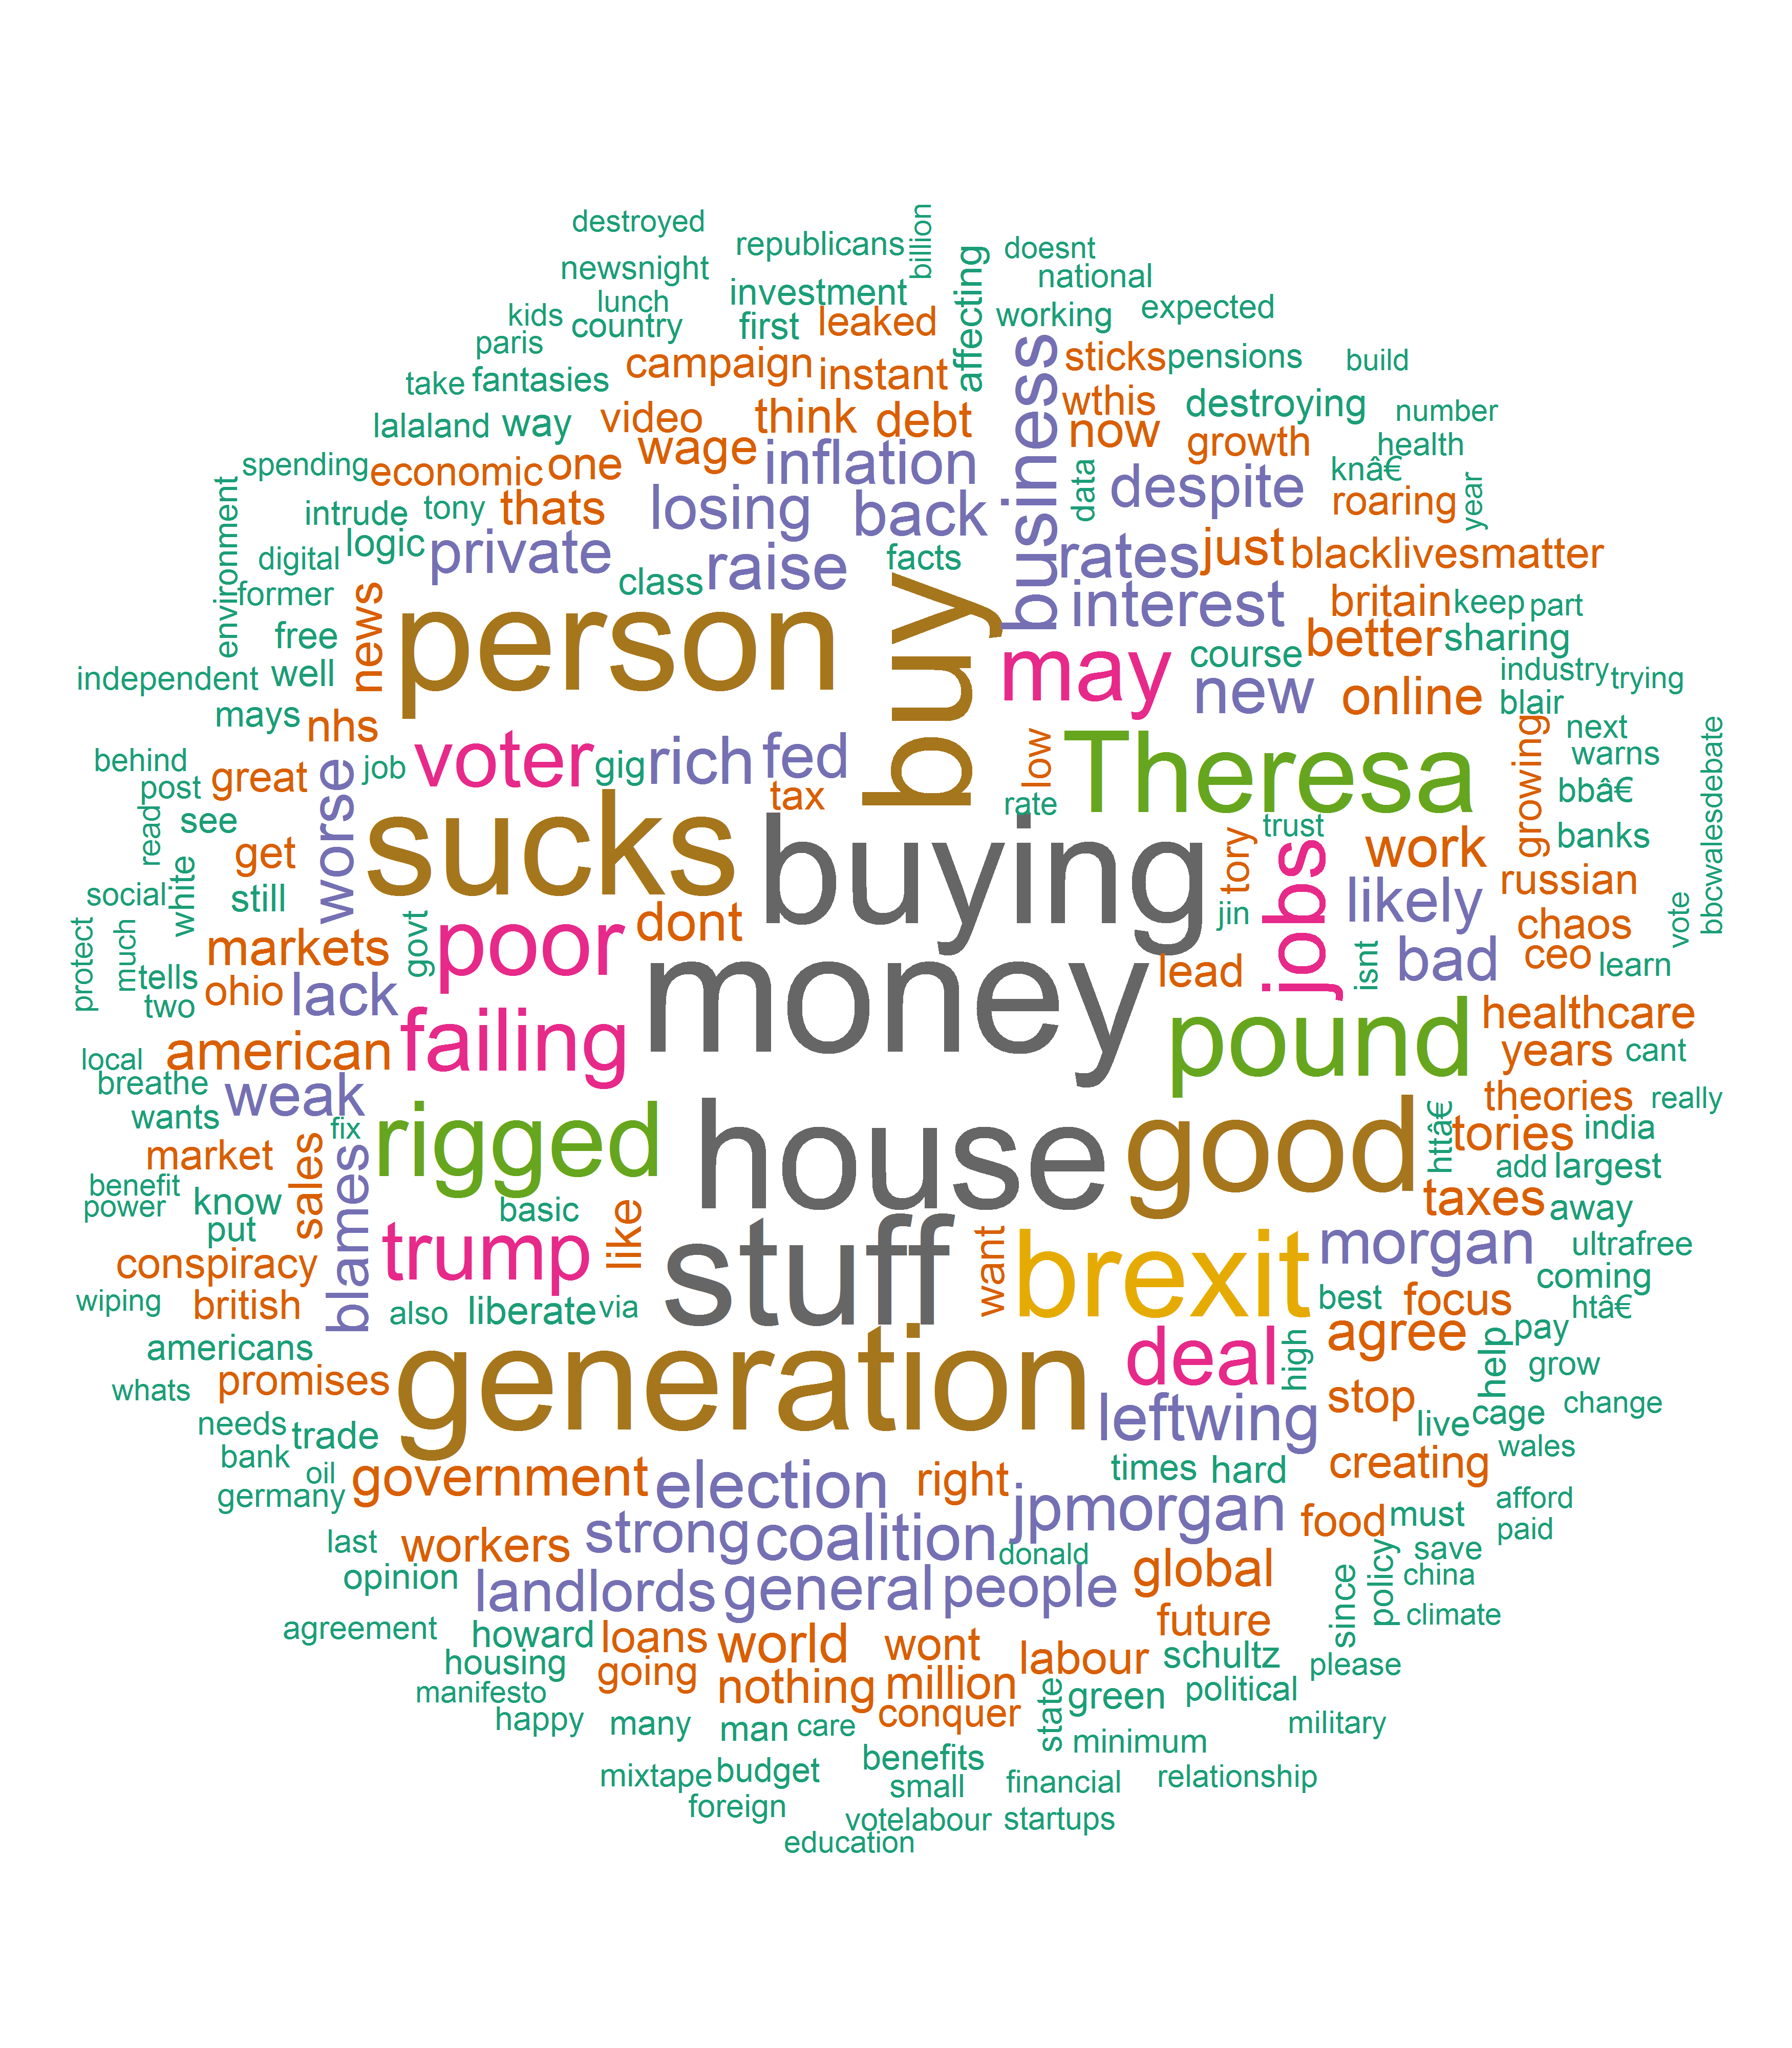 destroyed
republicans
billion
doesnt
newsnight
affecting
national
lunch
investment
expected
kids
country
first
leaked
working
paris
campaign
instant
business
sticks
pensions
build
take
fantasies
wthis
destroying
number
lalaland
way
video
think
debt
now
growth
health
spending
economic
one
wage
inflation
data
despite
knâ€
roaring
year
environment
intrude
tony
thats
losing
back
logic
private
raise
facts
rates
just
blacklivesmatter
digital
class
former
news
person
buy
interest
britain
keep
part
free
better
sharing
independent
well
may
course
new
online
industry
trying
mays
nhs
blair
behind
job
voter
gig
rich
fed
low
Theresa
growing
next
warns
bbcwalesdebate
post
great
worse
tax
rate
bbâ€
read
see
sucks
buying
trust
banks
get
tory
jobs
work
social
white
still
russian
likely
protect
much
markets
govt
poor
dont
jin
chaos
vote
tells
money
lead
isnt
bad
ceo
learn
two
ohio
lack
failing
pound
healthcare
local
american
years
cant
breathe
weak
theories
really
wants
fix
rigged
house
good
httâ€
tories
india
market
sales
blames
add
largest
benefit
power
know
basic
like
taxes
away
put
trump
stuff
want
brexit
morgan
ultrafree
conspiracy
coming
wiping
british
also
liberate
via
best
focus
htâ€
americans
generation
deal
high
agree
help
pay
whats
promises
stop
grow
needs
trade
leftwing
live
cage
change
bank
oil
times
hard
creating
wales
germany
government
election
right
jpmorgan
food
must
afford
last
workers
strong
coalition
donald
paid
save
opinion
landlords
general
people
global
since
policy
china
agreement
howard
loans
world
wont
future
climate
housing
going
labour
schultz
please
manifesto
nothing
million
state
green
political
happy
many
man
care
conquer
minimum
military
mixtape
budget
benefits
small
financial
relationship
foreign
votelabour
startups
education